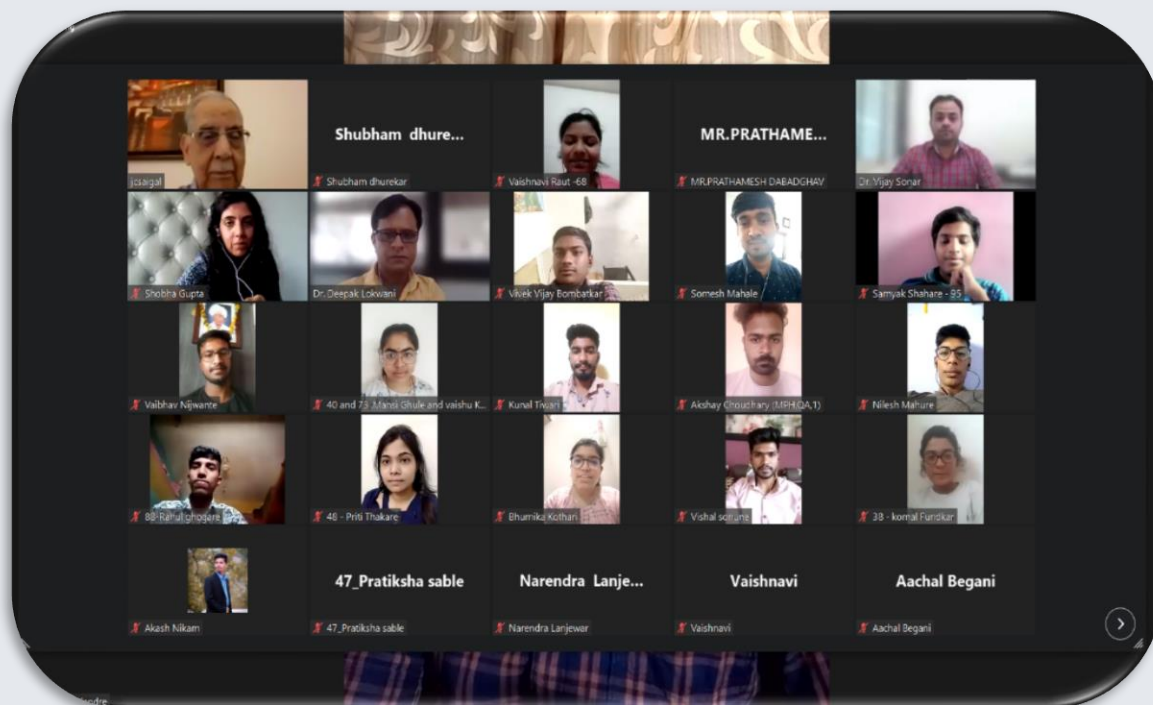 Shubham dhure...
MR.PRATHAME...
jcsaigal
Shubham dhurekar
Vaishnavi Raut -68
MR.PRATHAMESH DABADGHAV
Dr. Vijay Sonar
Shobha Gupta
Dr. Deepak Lokwani
Vivek Vijay Bombatkar
Somesh Mahale
Samyak Shahare - 95
Vaibhav Nijwante
40 and 73 .Mansi Ghule and vaishu K...
Kunal Tiwari
Akshay Choudhary (MPH,QA,1)
Nilesh Mahure
88-Rahul ghogare
48 - Priti Thakare
Bhumika Kothari
Vishal sonune
38 - komal Fundkar
47_Pratiksha sable
Narendra Lanje...
Vaishnavi
Aachal Begani
Akash Nikam
47_Pratiksha sable
Narendra Lanjewar
Vaishnavi
Aachal Begani